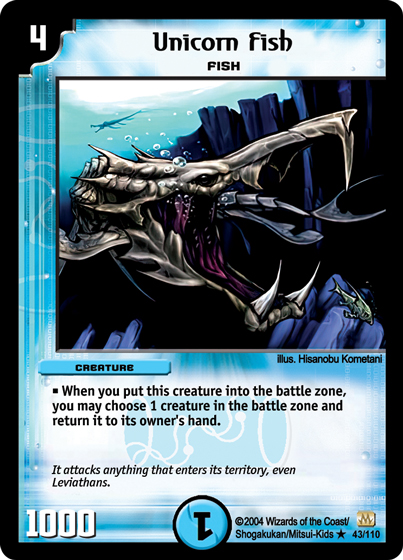 4
Unicorn Fish
FISH
illus. Hisanobu Kometani
CREATURE
▪ When you put this creature into the battle zone,
you may choose 1 creature in the battle zone and
return it to its owner's hand.
It attacks anything that enters its territory, even
Leviathans.
1000
1
©2004 Wizards of the Coast/
Shogakukan/Mitsui-Kids ★ 43/110